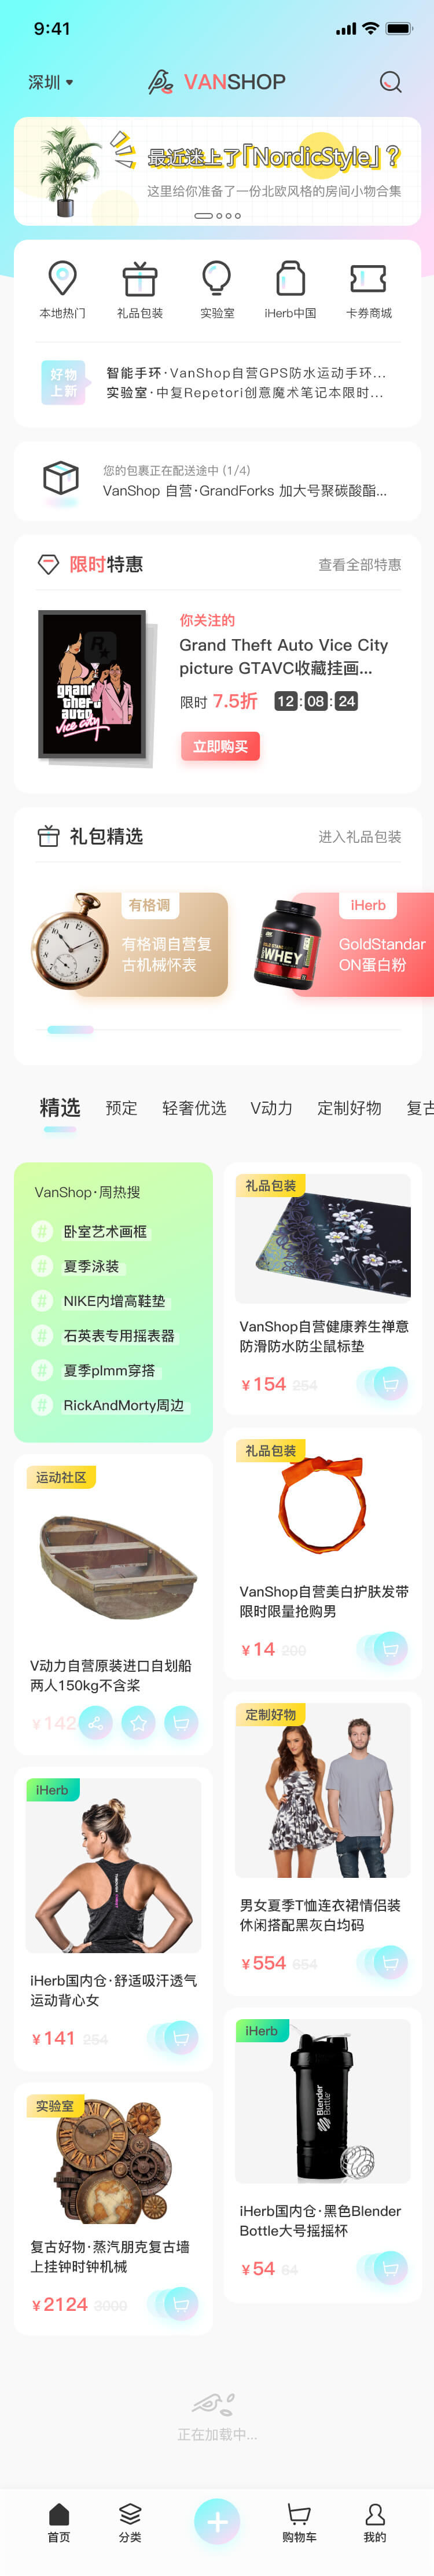 9:41
深圳
VANSHOP
最近迷上了「NordicStyle」?
这里给你准备了一份北欧风格的房间小物合集
本地热门 礼品包装 实验室 iHerb中国 卡券商城
好物
上新
智能手环·VanShop自营GPS防水运动手环...
实验室·中复Repetori创意魔术笔记本限时...
您的包裹正在配送途中 (1/4)
VanShop 自营·GrandForks 加大号聚碳酸酯...
限时特惠 查看全部特惠
grand
theft
auto
vice city
你关注的
Grand Theft Auto Vice City
picture GTAVC收藏挂画...
限时 7.5折 12:08:24
立即购买
礼包精选 进入礼品包装
有格调
有格调自营复
古机械怀表
WHEY
iHerb
GoldStandar
ON蛋白粉
精选 预定 轻奢优选 V动力 定制好物 复古
VanShop·周热搜
# 卧室艺术画框
# 夏季泳装
# NIKE内增高鞋垫
# 石英表专用摇表器
# 夏季plmm穿搭
# RickAndMorty周边
礼品包装
VanShop自营健康养生禅意
防滑防水防尘鼠标垫
¥154 254
运动社区
V动力自营原装进口自划船
两人150kg不含桨
¥142
礼品包装
VanShop自营美白护肤发带
限时限量抢购男
¥14 200
iHerb
iHerb国内仓·舒适吸汗透气
运动背心女
¥141 254
定制好物
男女夏季T恤连衣裙情侣装
休闲搭配黑灰白均码
¥554 654
实验室
复古好物·蒸汽朋克复古墙
上挂钟时钟机械
¥2124 3000
iHerb
Blender
Bottle
iHerb国内仓·黑色Blender
Bottle大号摇摇杯
¥54 64
正在加载中...
首页 分类 购物车 我的